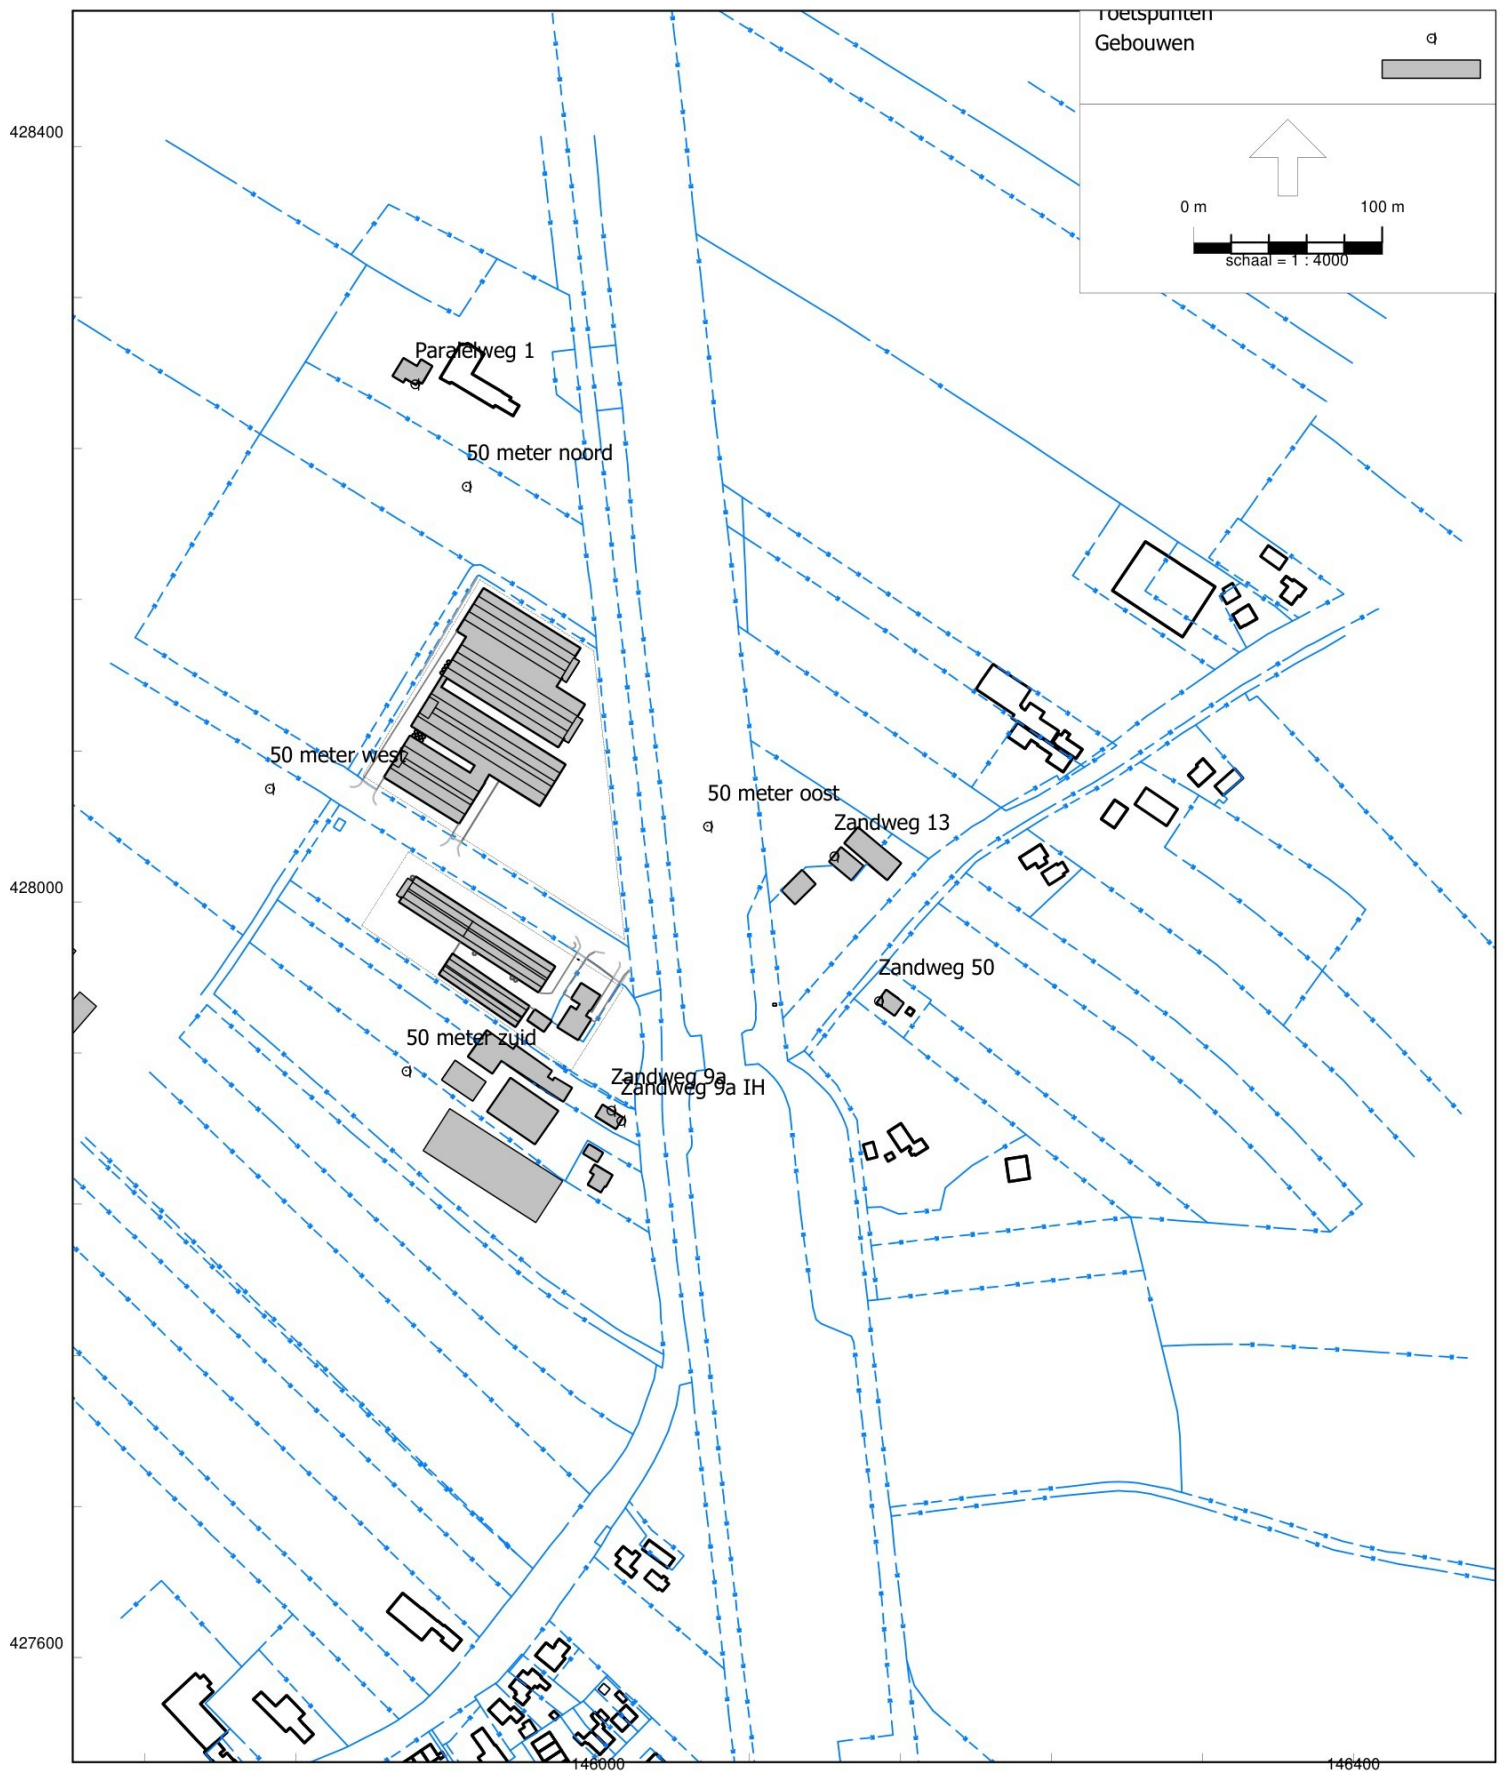 Toetspunten
Gebouwen
428400
0 m 100 m
schaal = 1 : 4000
Paralelweg 1
50 meter noord
50 meter west
50 meter oost
Zandweg 13
428000
Zandweg 50
50 meter zuid
Zandweg 9a
Zandweg 9a IH
427600
146000 146400